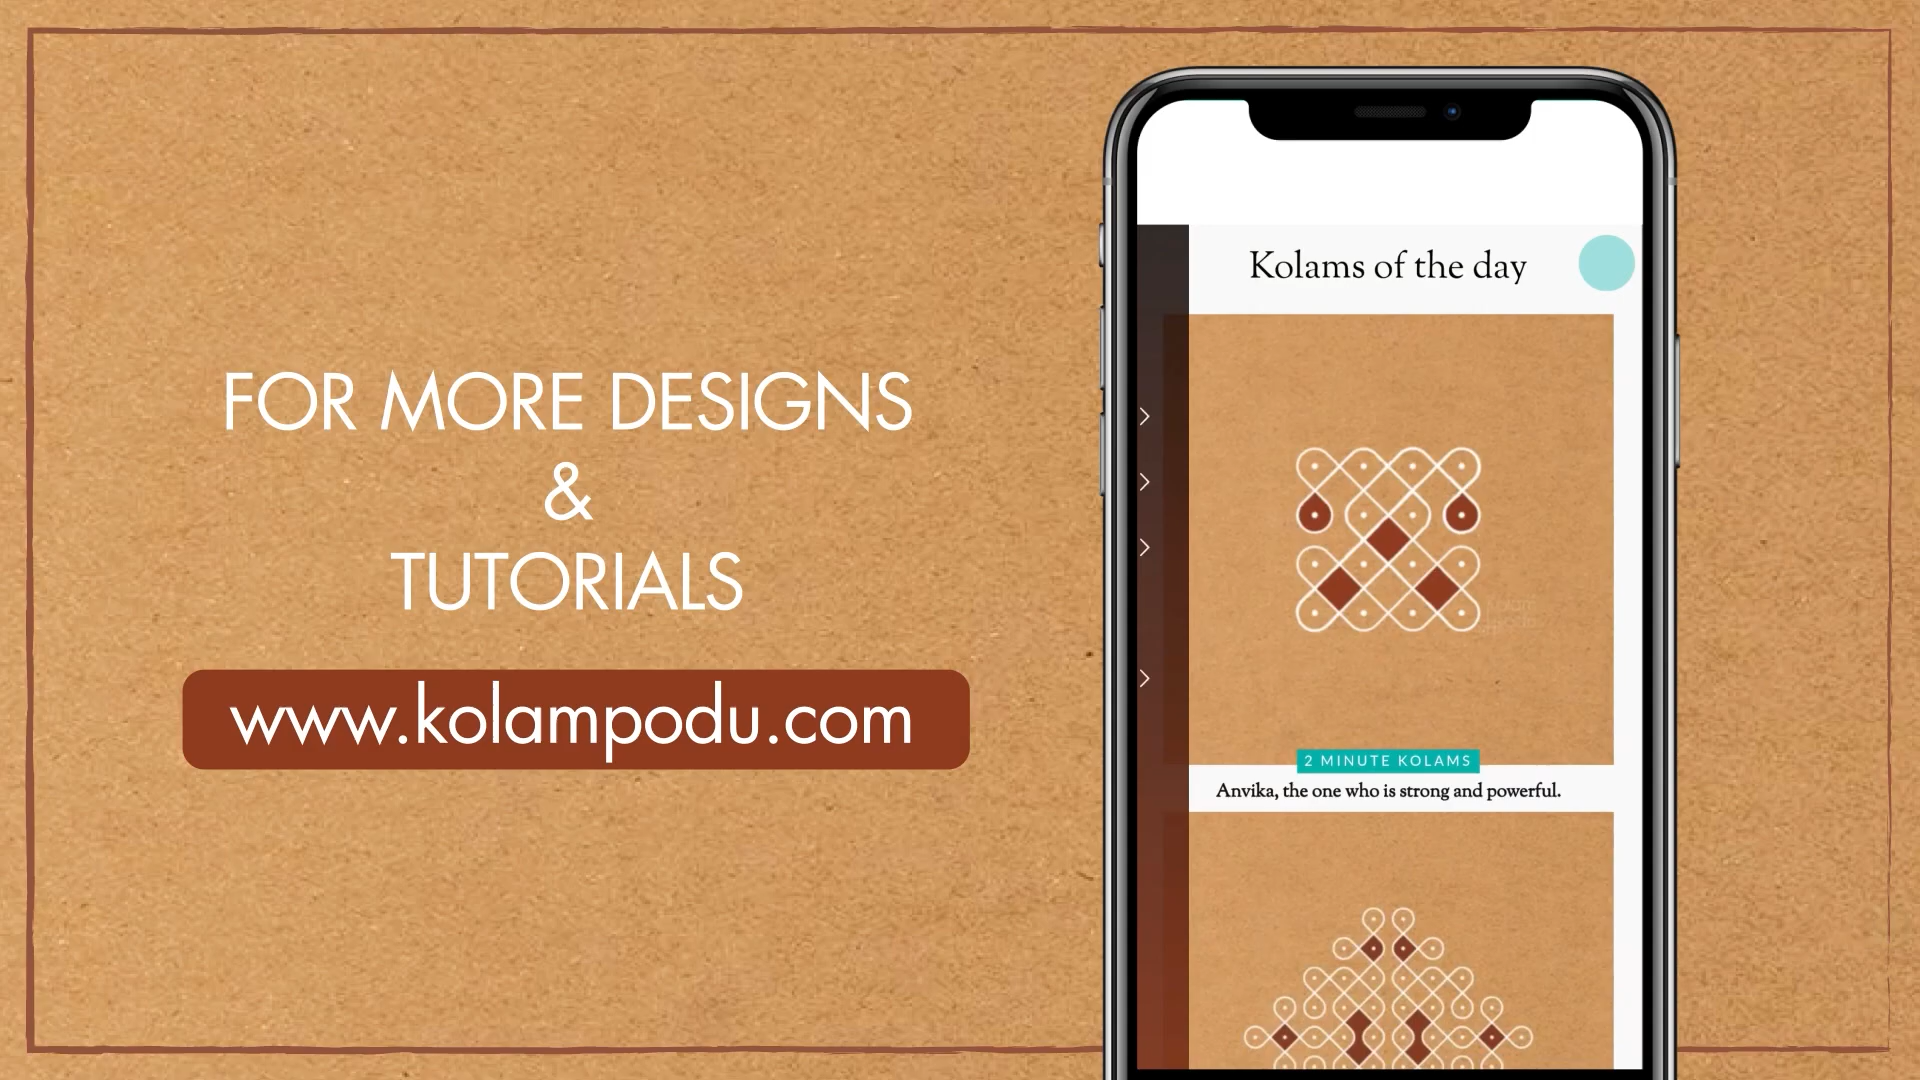 FOR MORE DESIGNS
&
TUTORIALS
www.kolampodu.com
Kolams of the day
2 MINUTE KOLAMS
Anvika, the one who is strong and powerful.